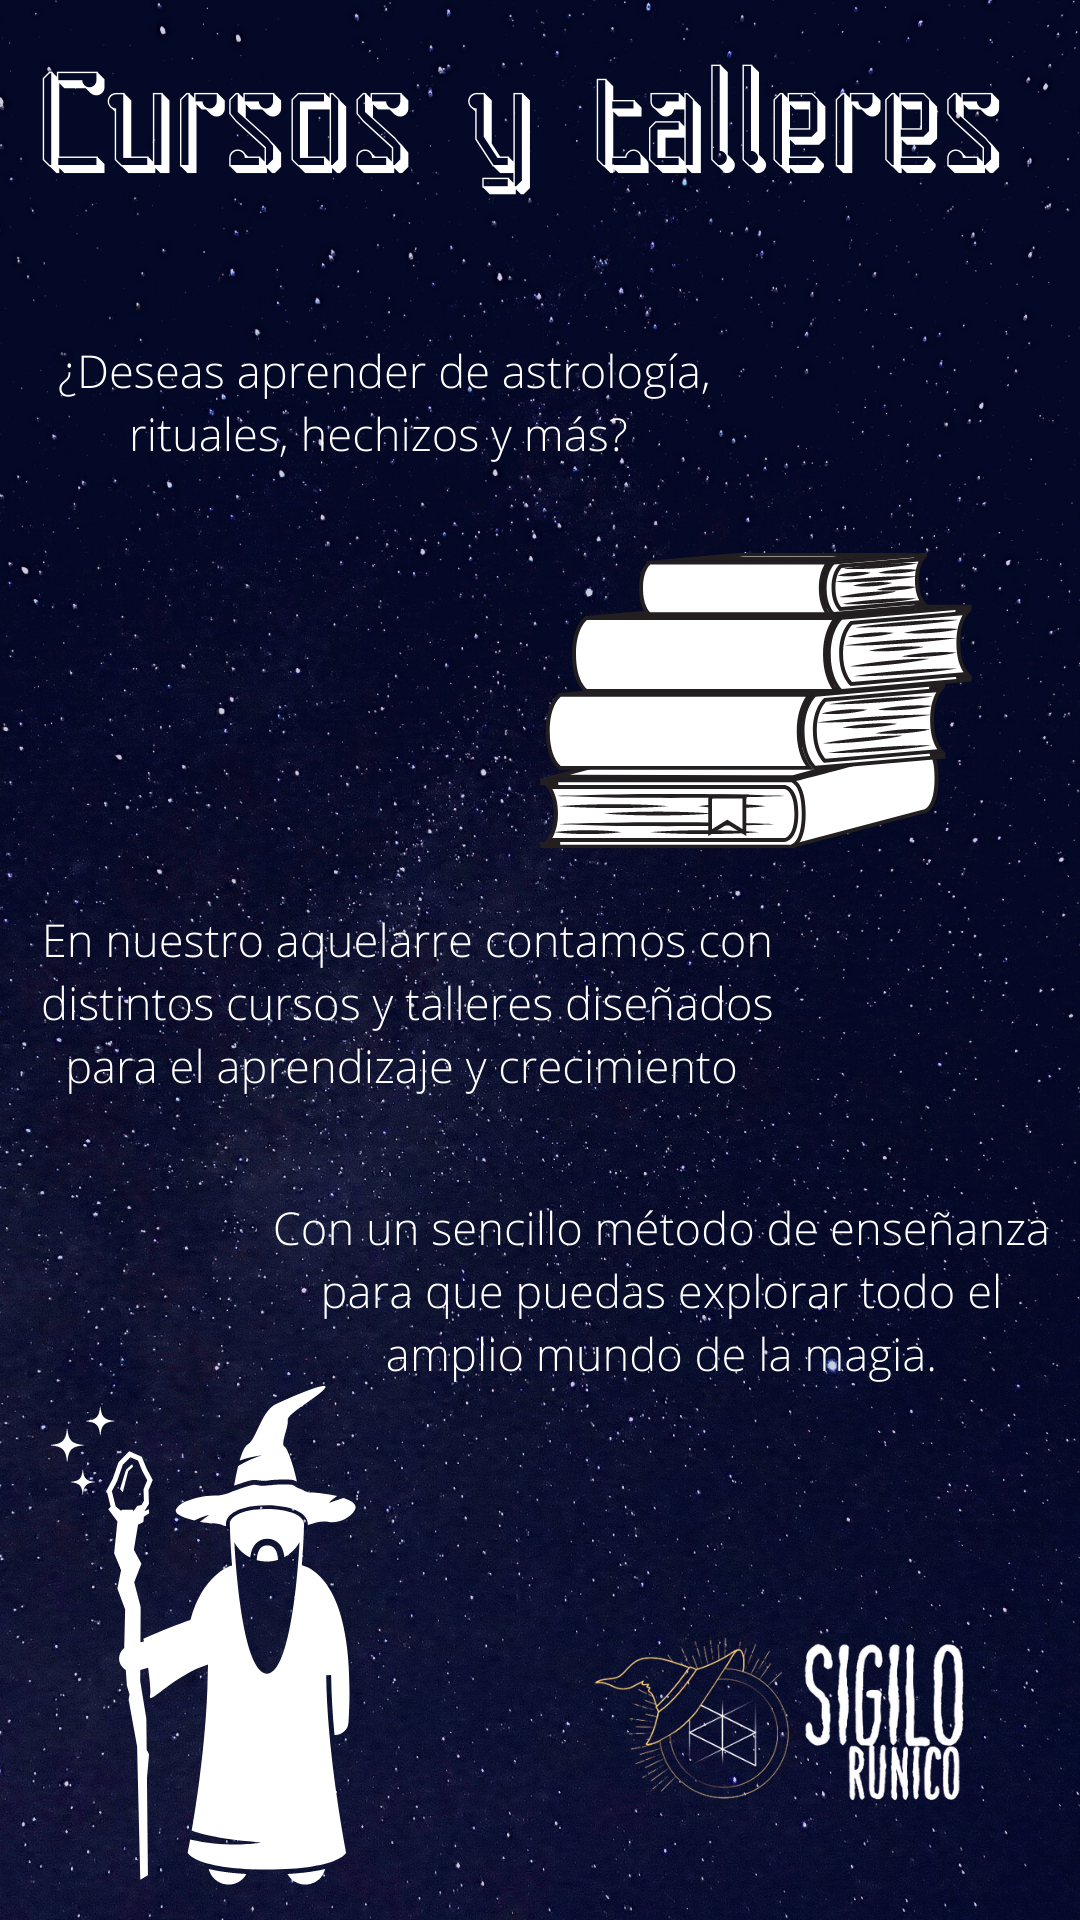 Cursos y talleres
¿Deseas aprender de astrología,
rituales, hechizos y más?
En nuestro aquelarre contamos con
distintos cursos y talleres diseñados
para el aprendizaje y crecimiento
Con un sencillo método de enseñanza
para que puedas explorar todo el
amplio mundo de la magia.
SIGILO
RUNICO